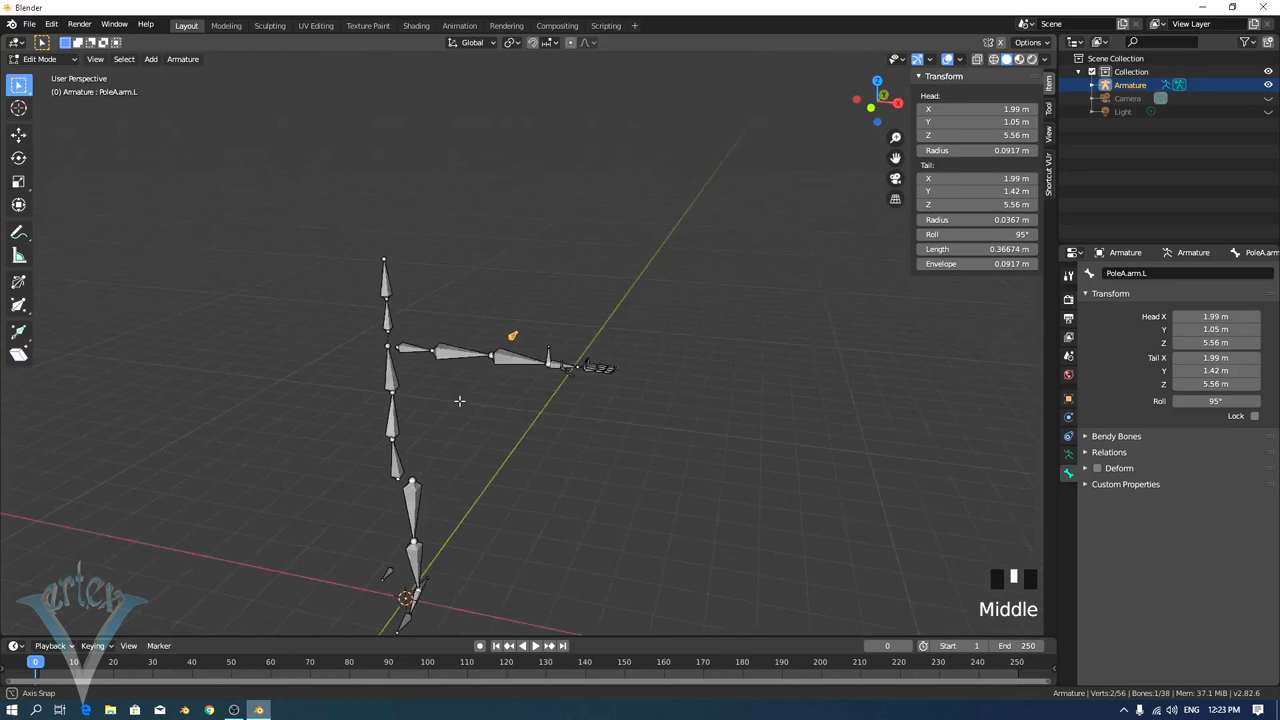 Blender
File Edit Render Window Help Layout Modeling Sculpting UV Editing Texture Paint Shading Animation Rendering Compositing Scripting + Scene View Layer
Global X Options
Edit Mode View Select Add Armature
User Perspective
(0) Armature : PoleA.arm.L
Transform
Head:
X 1.99 m
Y 1.05 m
Z 5.56 m
Radius 0.0917 m
Tail:
X 1.99 m
Y 1.42 m
Z 5.56 m
Radius 0.0367 m
Roll 95°
Length 0.36674 m
Envelope 0.0917 m
Item
Tool
View
Shortcut VUr
X
Y
Z
Scene Collection
Collection
Armature
Camera
Light
Armature Armature PoleA.arm
PoleA.arm.L
Transform
Head X 1.99 m
Y 1.05 m
Z 5.56 m
Tail X 1.99 m
Y 1.42 m
Z 5.56 m
Roll 95°
Lock
Bendy Bones
Relations
Deform
Custom Properties
Middle
Vertex
Playback Keying View Marker 0 Start 1 End 250
0 10 20 30 40 50 60 70 80 90 100 110 120 130 140 150 160 170 180 190 200 210 220 230 240 250
Axis Snap
Armature | Verts:2/56 | Bones:1/38 | Mem: 37.1 MiB | v2.82.6
ENG 12:23 PM